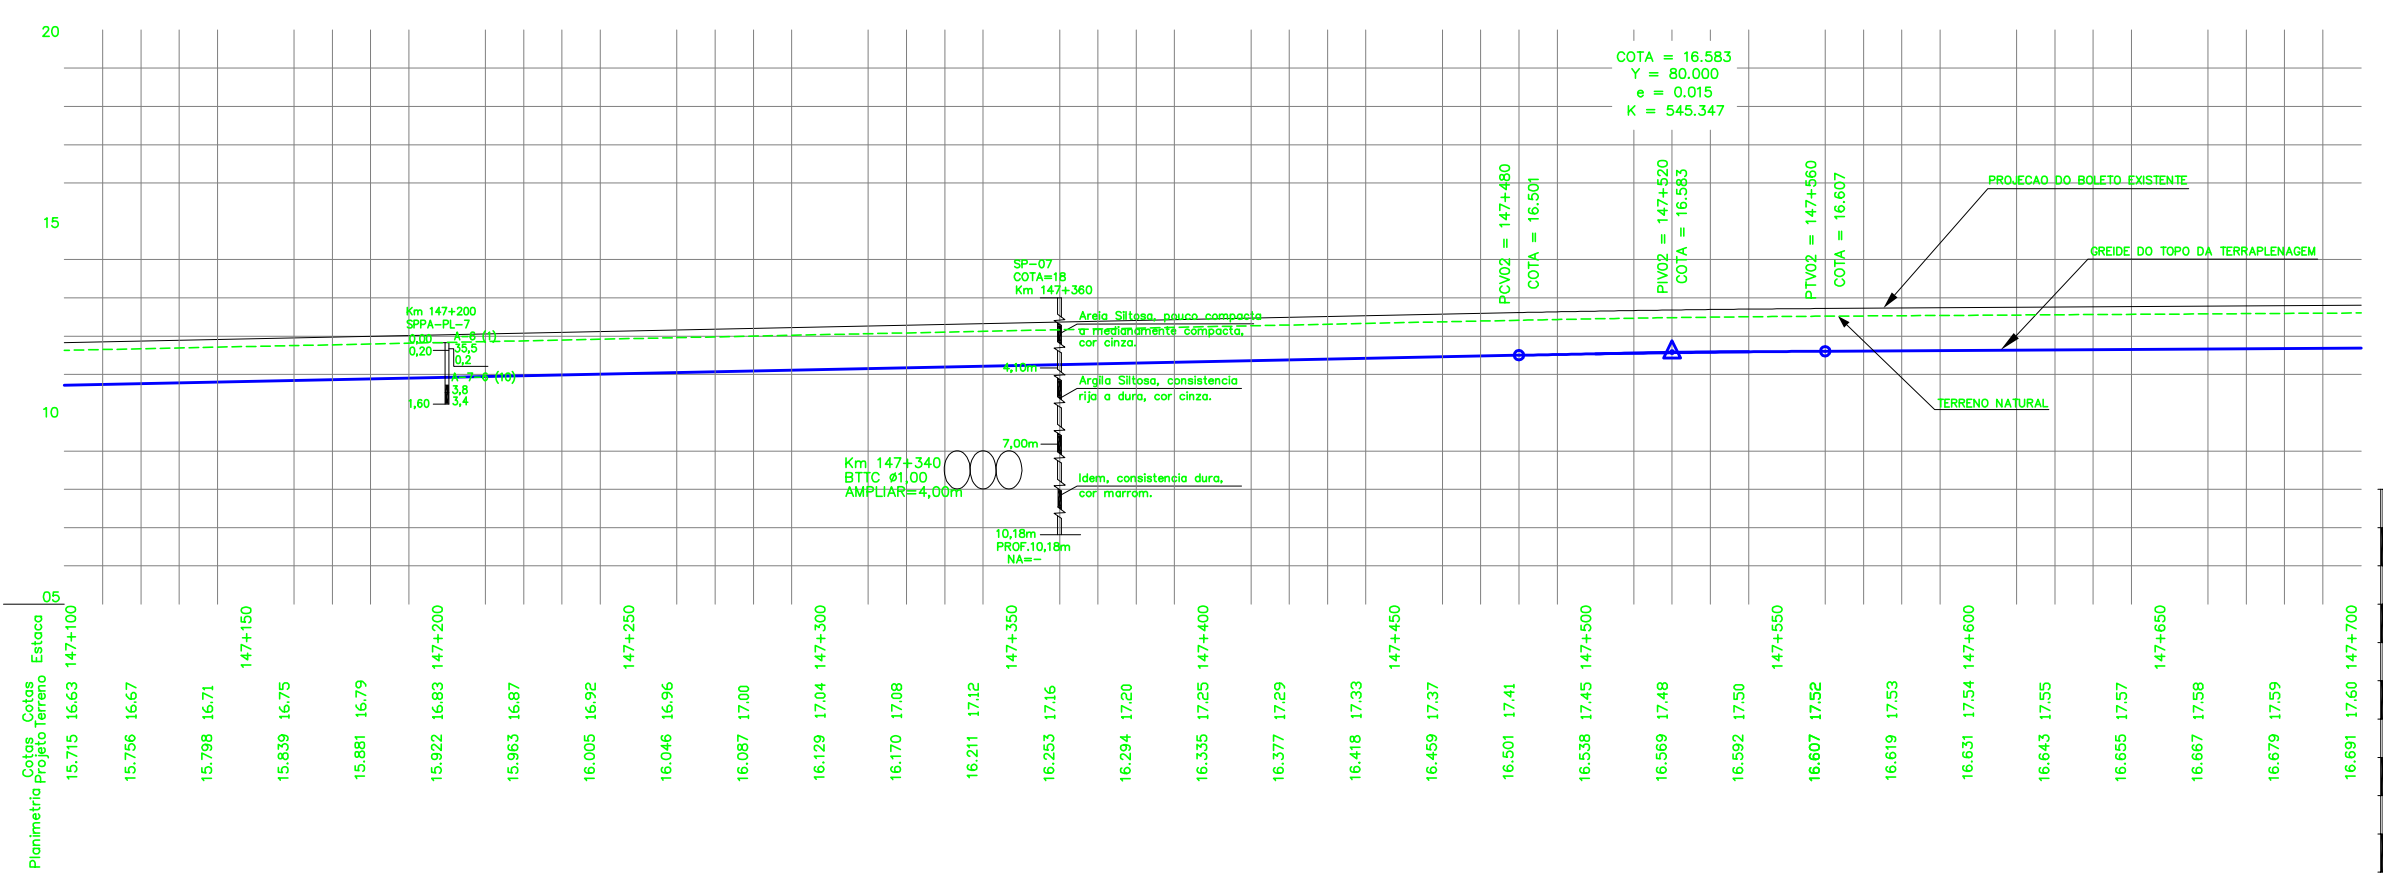 20
15
10
05
COTA = 16.583
Y = 80.000
e = 0.015
K = 545.347
PCV02 = 147+480
COTA = 16.501
PIV02 = 147+520
COTA = 16.583
PTV02 = 147+560
COTA = 16.607
PROJECAO DO BOLETO EXISTENTE
GREIDE DO TOPO DA TERRAPLENAGEM
TERRENO NATURAL
Km 147+200
SPPA-PL-7
0,00
A-6 (1)
0,20
35,5
0,2
A-7-6 (10)
3,8
1,60
3,4
SP-07
COTA=18
Km 147+360
Areia Siltosa, pouco compacta
a medianamente compacta,
cor cinza.
4,10m
Argila Siltosa, consistencia
rija a dura, cor cinza.
7,00m
Idem, consistencia dura,
cor marrom.
10,18m
PROF.10,18m
NA=-
Km 147+340
BTTC ø1,00
AMPLIAR=4,00m
Estaca
147+100 147+150 147+200 147+250 147+300 147+350 147+400 147+450 147+500 147+550 147+600 147+650 147+700
Cotas Terreno
16.63 16.67 16.71 16.75 16.79 16.83 16.87 16.92 16.96 17.00 17.04 17.08 17.12 17.16 17.20 17.25 17.29 17.33 17.37 17.41 17.45 17.48 17.50 17.52 17.53 17.54 17.55 17.57 17.58 17.59 17.60
Cotas Projeto
15.715 15.756 15.798 15.839 15.881 15.922 15.963 16.005 16.046 16.087 16.129 16.170 16.211 16.253 16.294 16.335 16.377 16.418 16.459 16.501 16.538 16.569 16.592 16.607 16.619 16.631 16.643 16.655 16.667 16.679 16.691
Planimetria